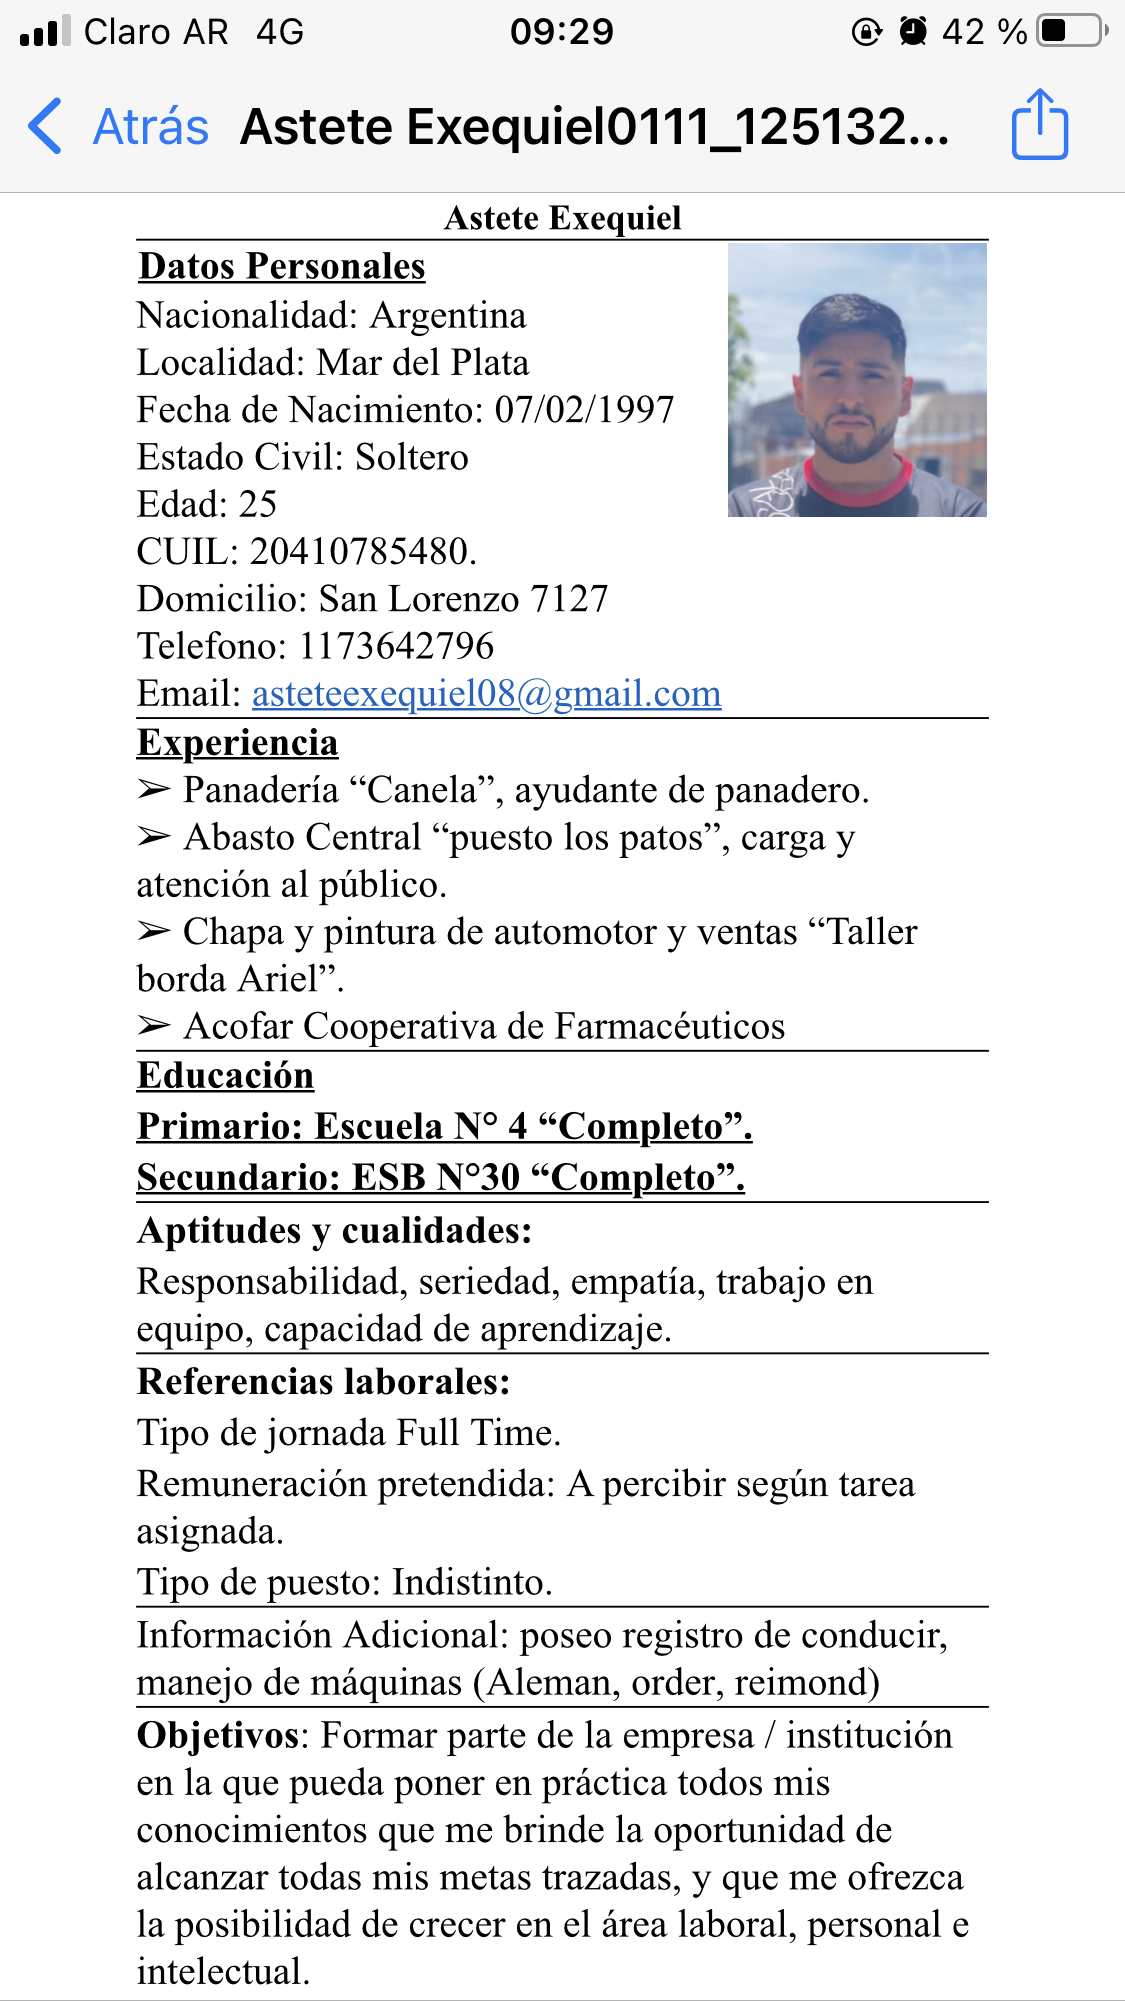 Claro AR 4G 09:29 42 %
Atrás Astete Exequiel0111_125132...
Astete Exequiel
Datos Personales
Nacionalidad: Argentina
Localidad: Mar del Plata
Fecha de Nacimiento: 07/02/1997
Estado Civil: Soltero
Edad: 25
CUIL: 20410785480.
Domicilio: San Lorenzo 7127
Telefono: 1173642796
Email: asteteexequiel08@gmail.com
Experiencia
➢ Panadería “Canela”, ayudante de panadero.
➢ Abasto Central “puesto los patos”, carga y
atención al público.
➢ Chapa y pintura de automotor y ventas “Taller
borda Ariel”.
➢ Acofar Cooperativa de Farmacéuticos
Educación
Primario: Escuela N° 4 “Completo”.
Secundario: ESB N°30 “Completo”.
Aptitudes y cualidades:
Responsabilidad, seriedad, empatía, trabajo en
equipo, capacidad de aprendizaje.
Referencias laborales:
Tipo de jornada Full Time.
Remuneración pretendida: A percibir según tarea
asignada.
Tipo de puesto: Indistinto.
Información Adicional: poseo registro de conducir,
manejo de máquinas (Aleman, order, reimond)
Objetivos: Formar parte de la empresa / institución
en la que pueda poner en práctica todos mis
conocimientos que me brinde la oportunidad de
alcanzar todas mis metas trazadas, y que me ofrezca
la posibilidad de crecer en el área laboral, personal e
intelectual.